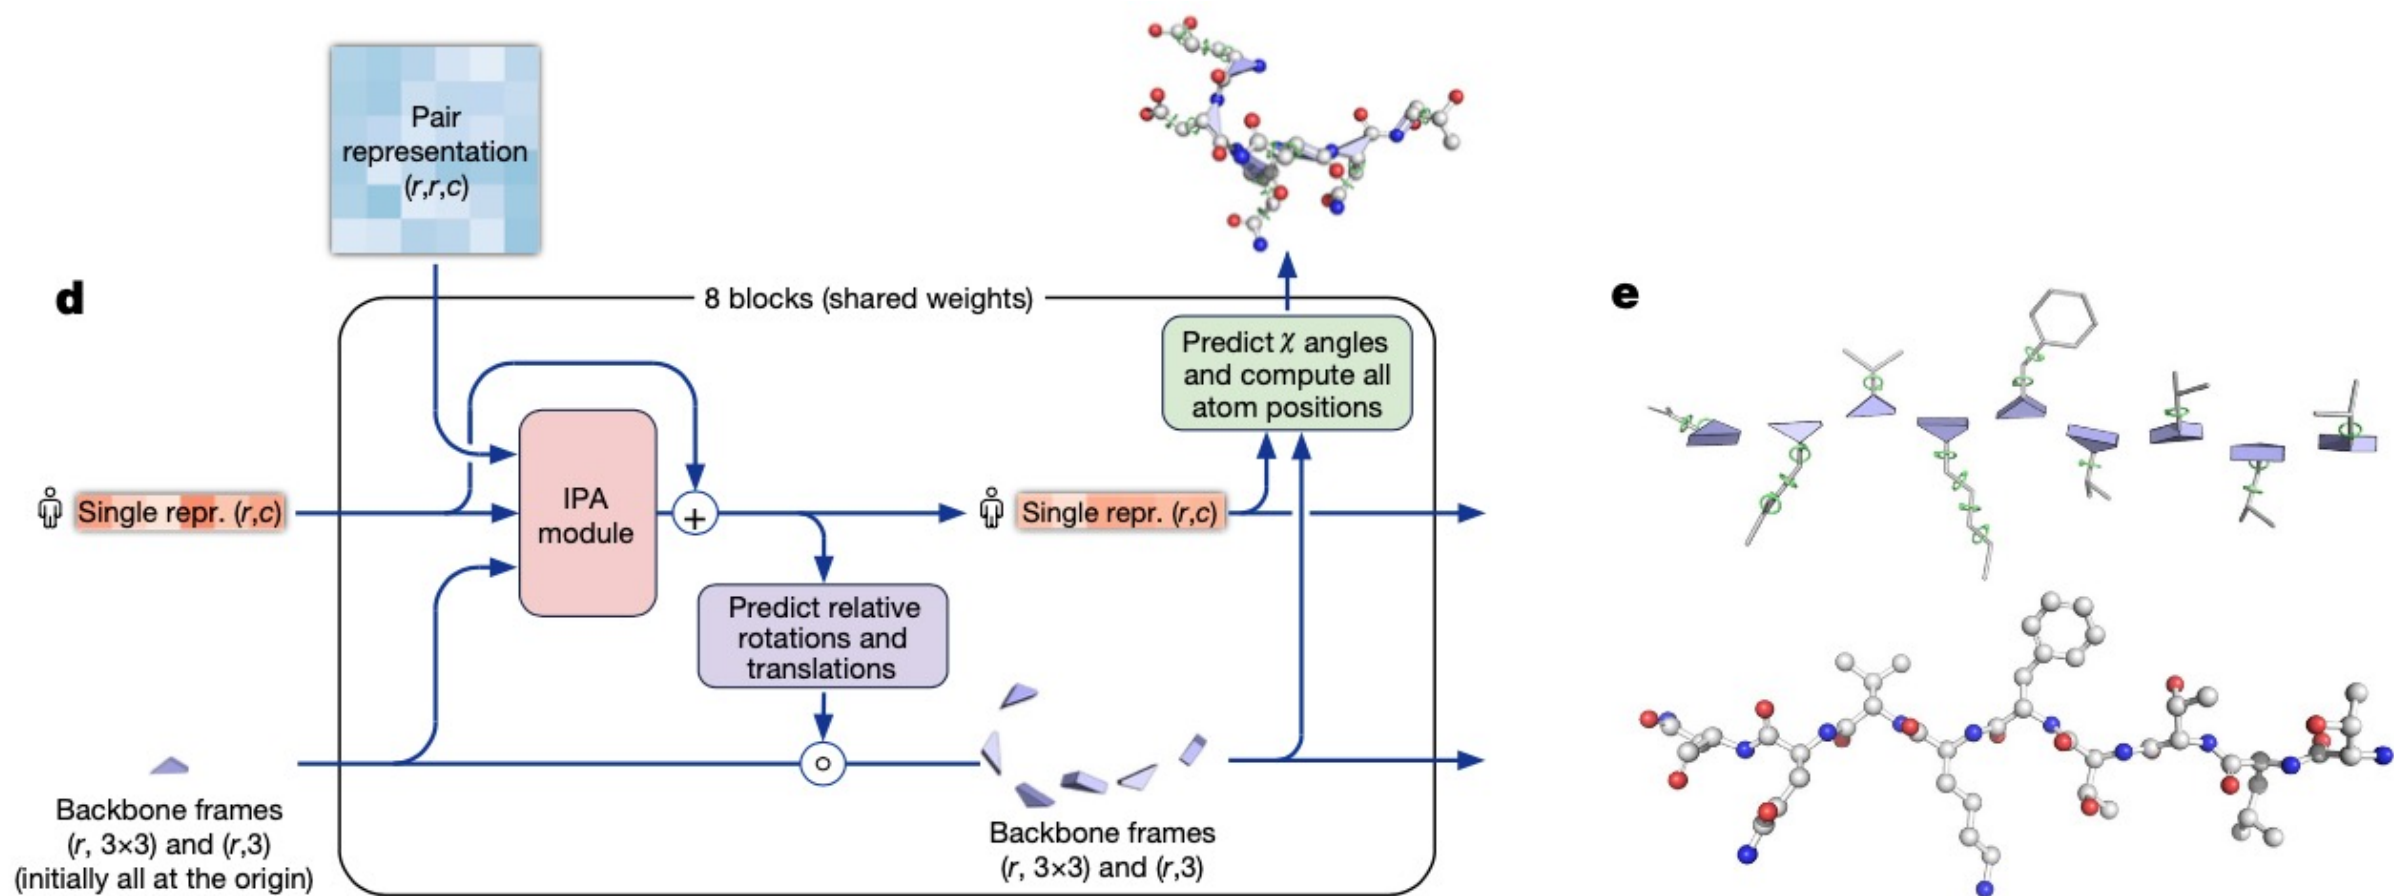 Pair
representation
(r,r,c)
d
8 blocks (shared weights)
e
Predict χ angles
and compute all
atom positions
IPA
module
+
Single repr. (r,c)
Single repr. (r,c)
Predict relative
rotations and
translations
Backbone frames
(r, 3×3) and (r,3)
(initially all at the origin)
Backbone frames
(r, 3×3) and (r,3)